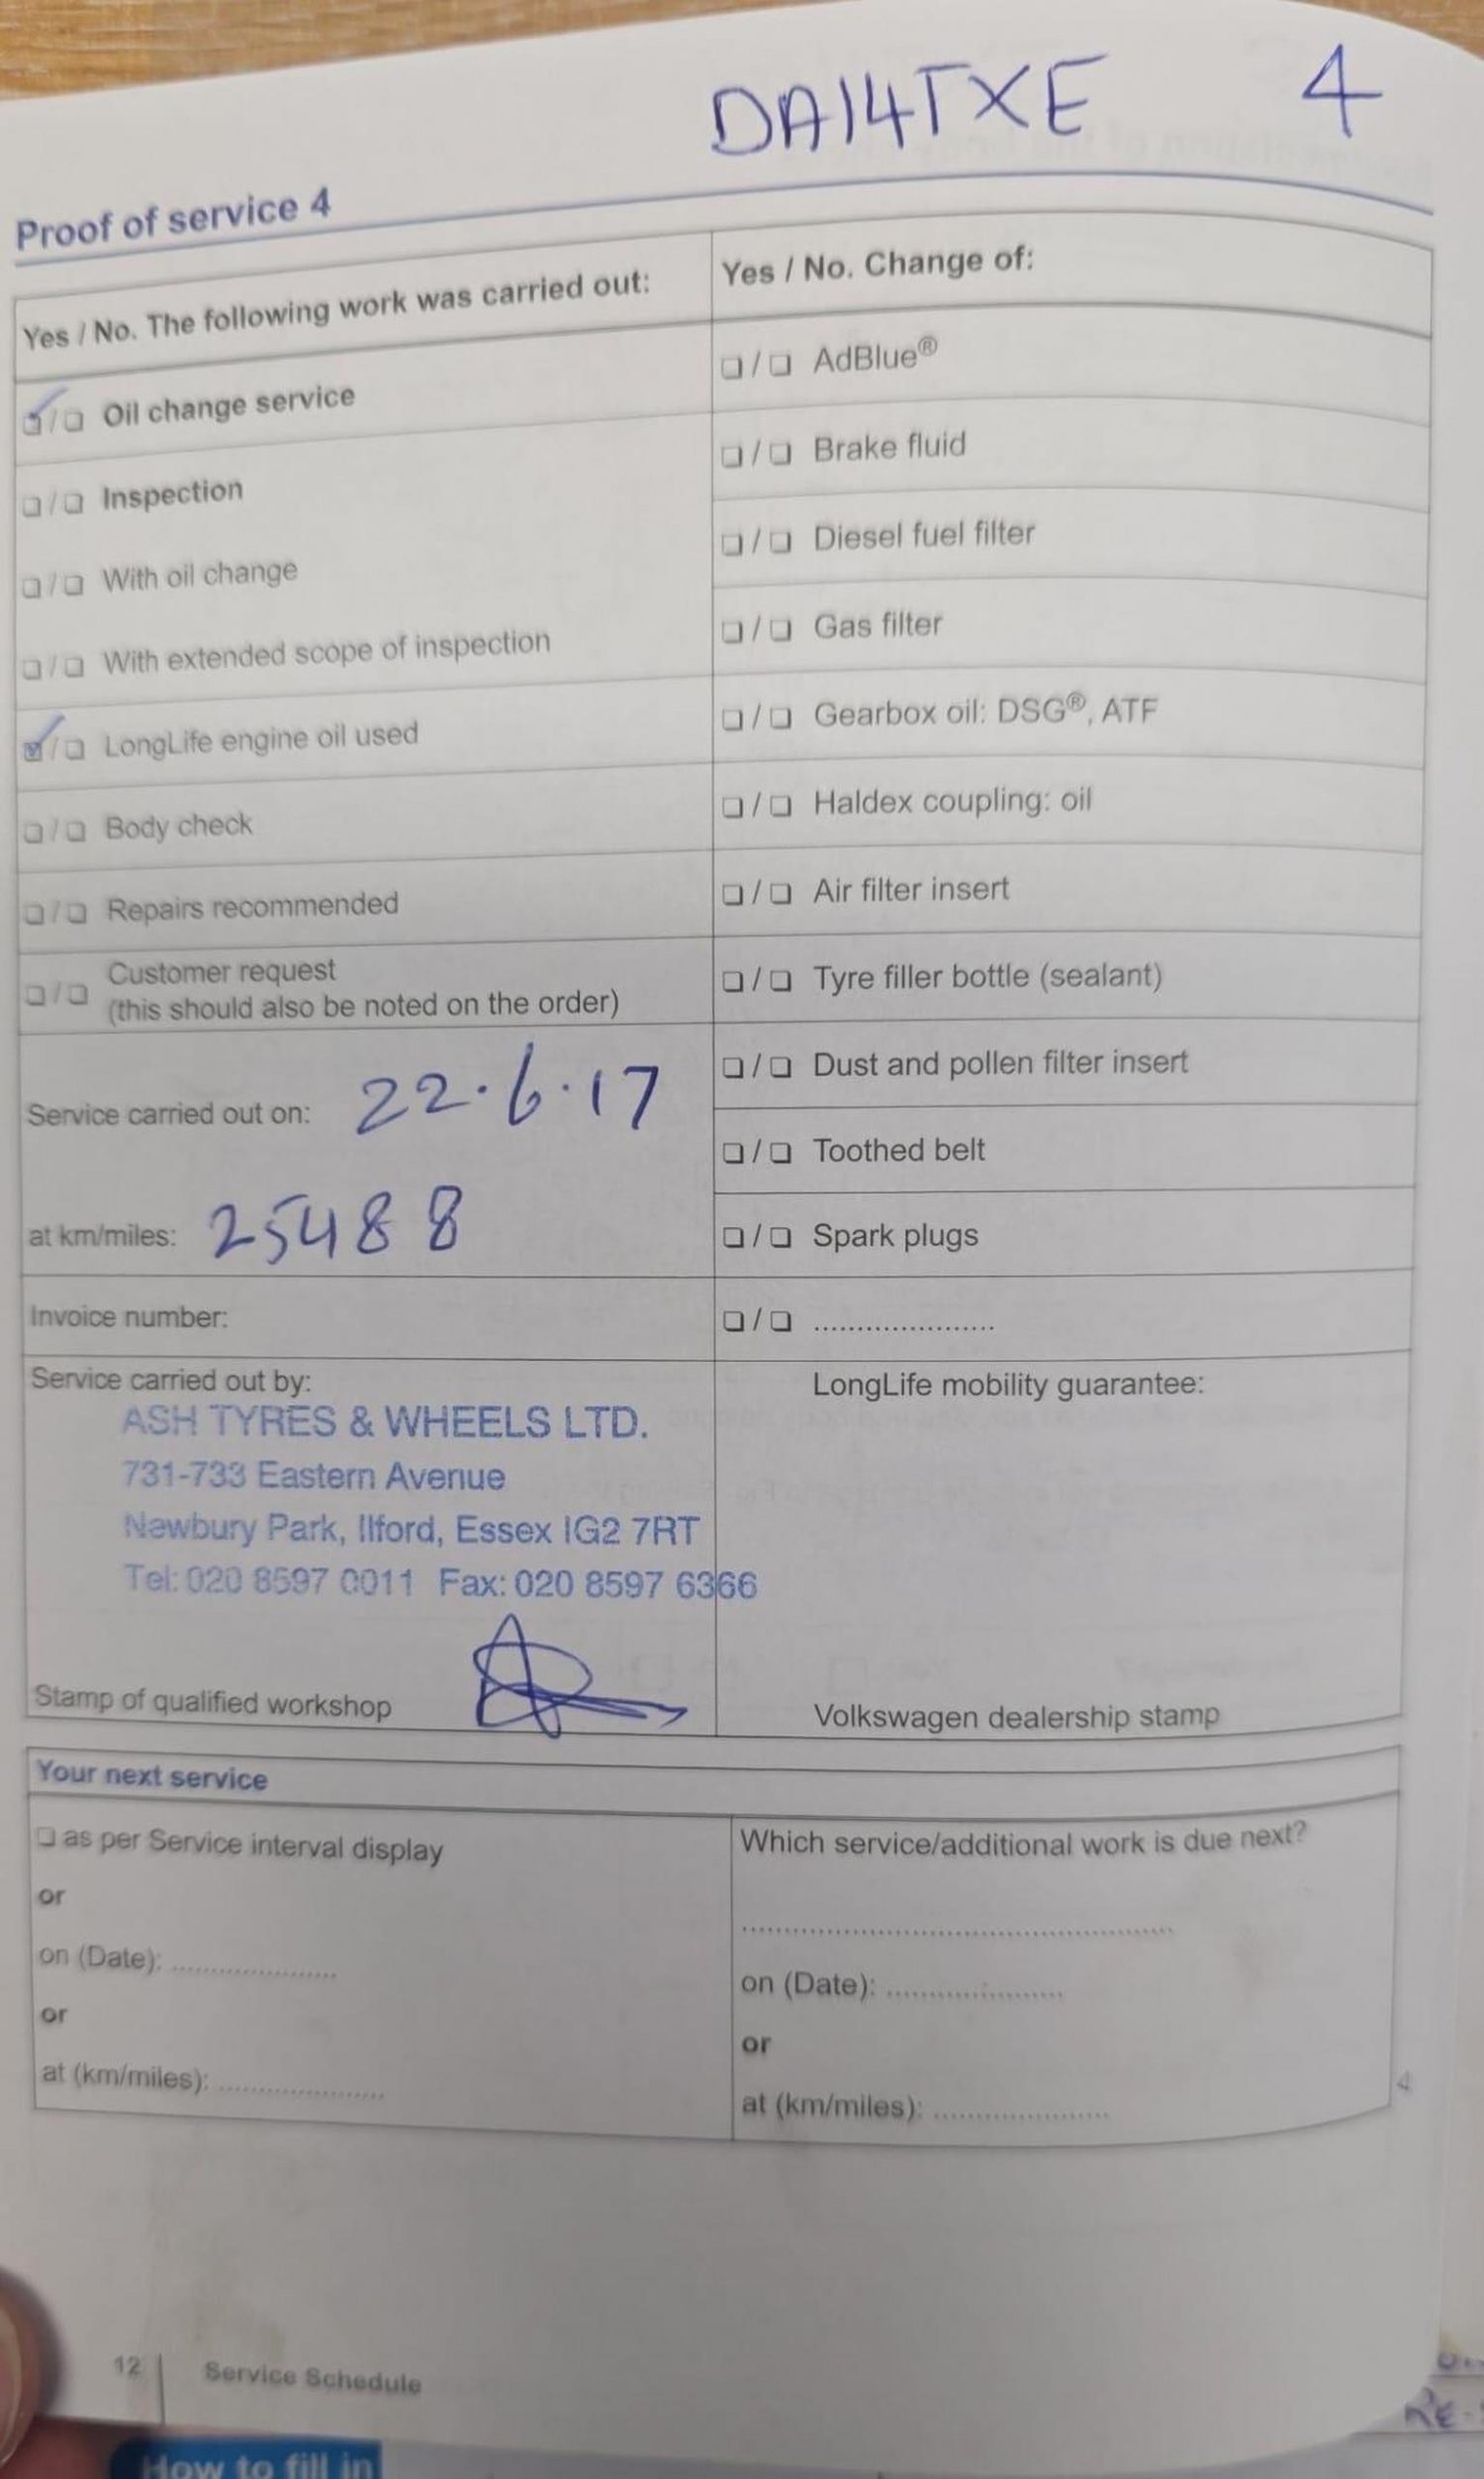 DA14TXE 4
Proof of service 4
Yes / No. The following work was carried out:
❑/❑ Oil change service
❑/❑ Inspection
❑/❑ With oil change
❑/❑ With extended scope of inspection
❑/❑ LongLife engine oil used
❑/❑ Body check
❑/❑ Repairs recommended
❑/❑ Customer request
(this should also be noted on the order)
Service carried out on: 22.6.17
at km/miles: 25488
Invoice number:
Service carried out by:
ASH TYRES & WHEELS LTD.
731-733 Eastern Avenue
Newbury Park, Ilford, Essex IG2 7RT
Tel: 020 8597 0011 Fax: 020 8597 6366
Stamp of qualified workshop
Yes / No. Change of:
❑/❑ AdBlue®
❑/❑ Brake fluid
❑/❑ Diesel fuel filter
❑/❑ Gas filter
❑/❑ Gearbox oil: DSG®, ATF
❑/❑ Haldex coupling: oil
❑/❑ Air filter insert
❑/❑ Tyre filler bottle (sealant)
❑/❑ Dust and pollen filter insert
❑/❑ Toothed belt
❑/❑ Spark plugs
❑/❑ .....................
LongLife mobility guarantee:
Volkswagen dealership stamp
Your next service
❑ as per Service interval display
or
on (Date): ....................
or
at (km/miles): ....................
Which service/additional work is due next?
..................................................
on (Date): .....................
or
at (km/miles): .....................
4
12 Service Schedule
How to fill in